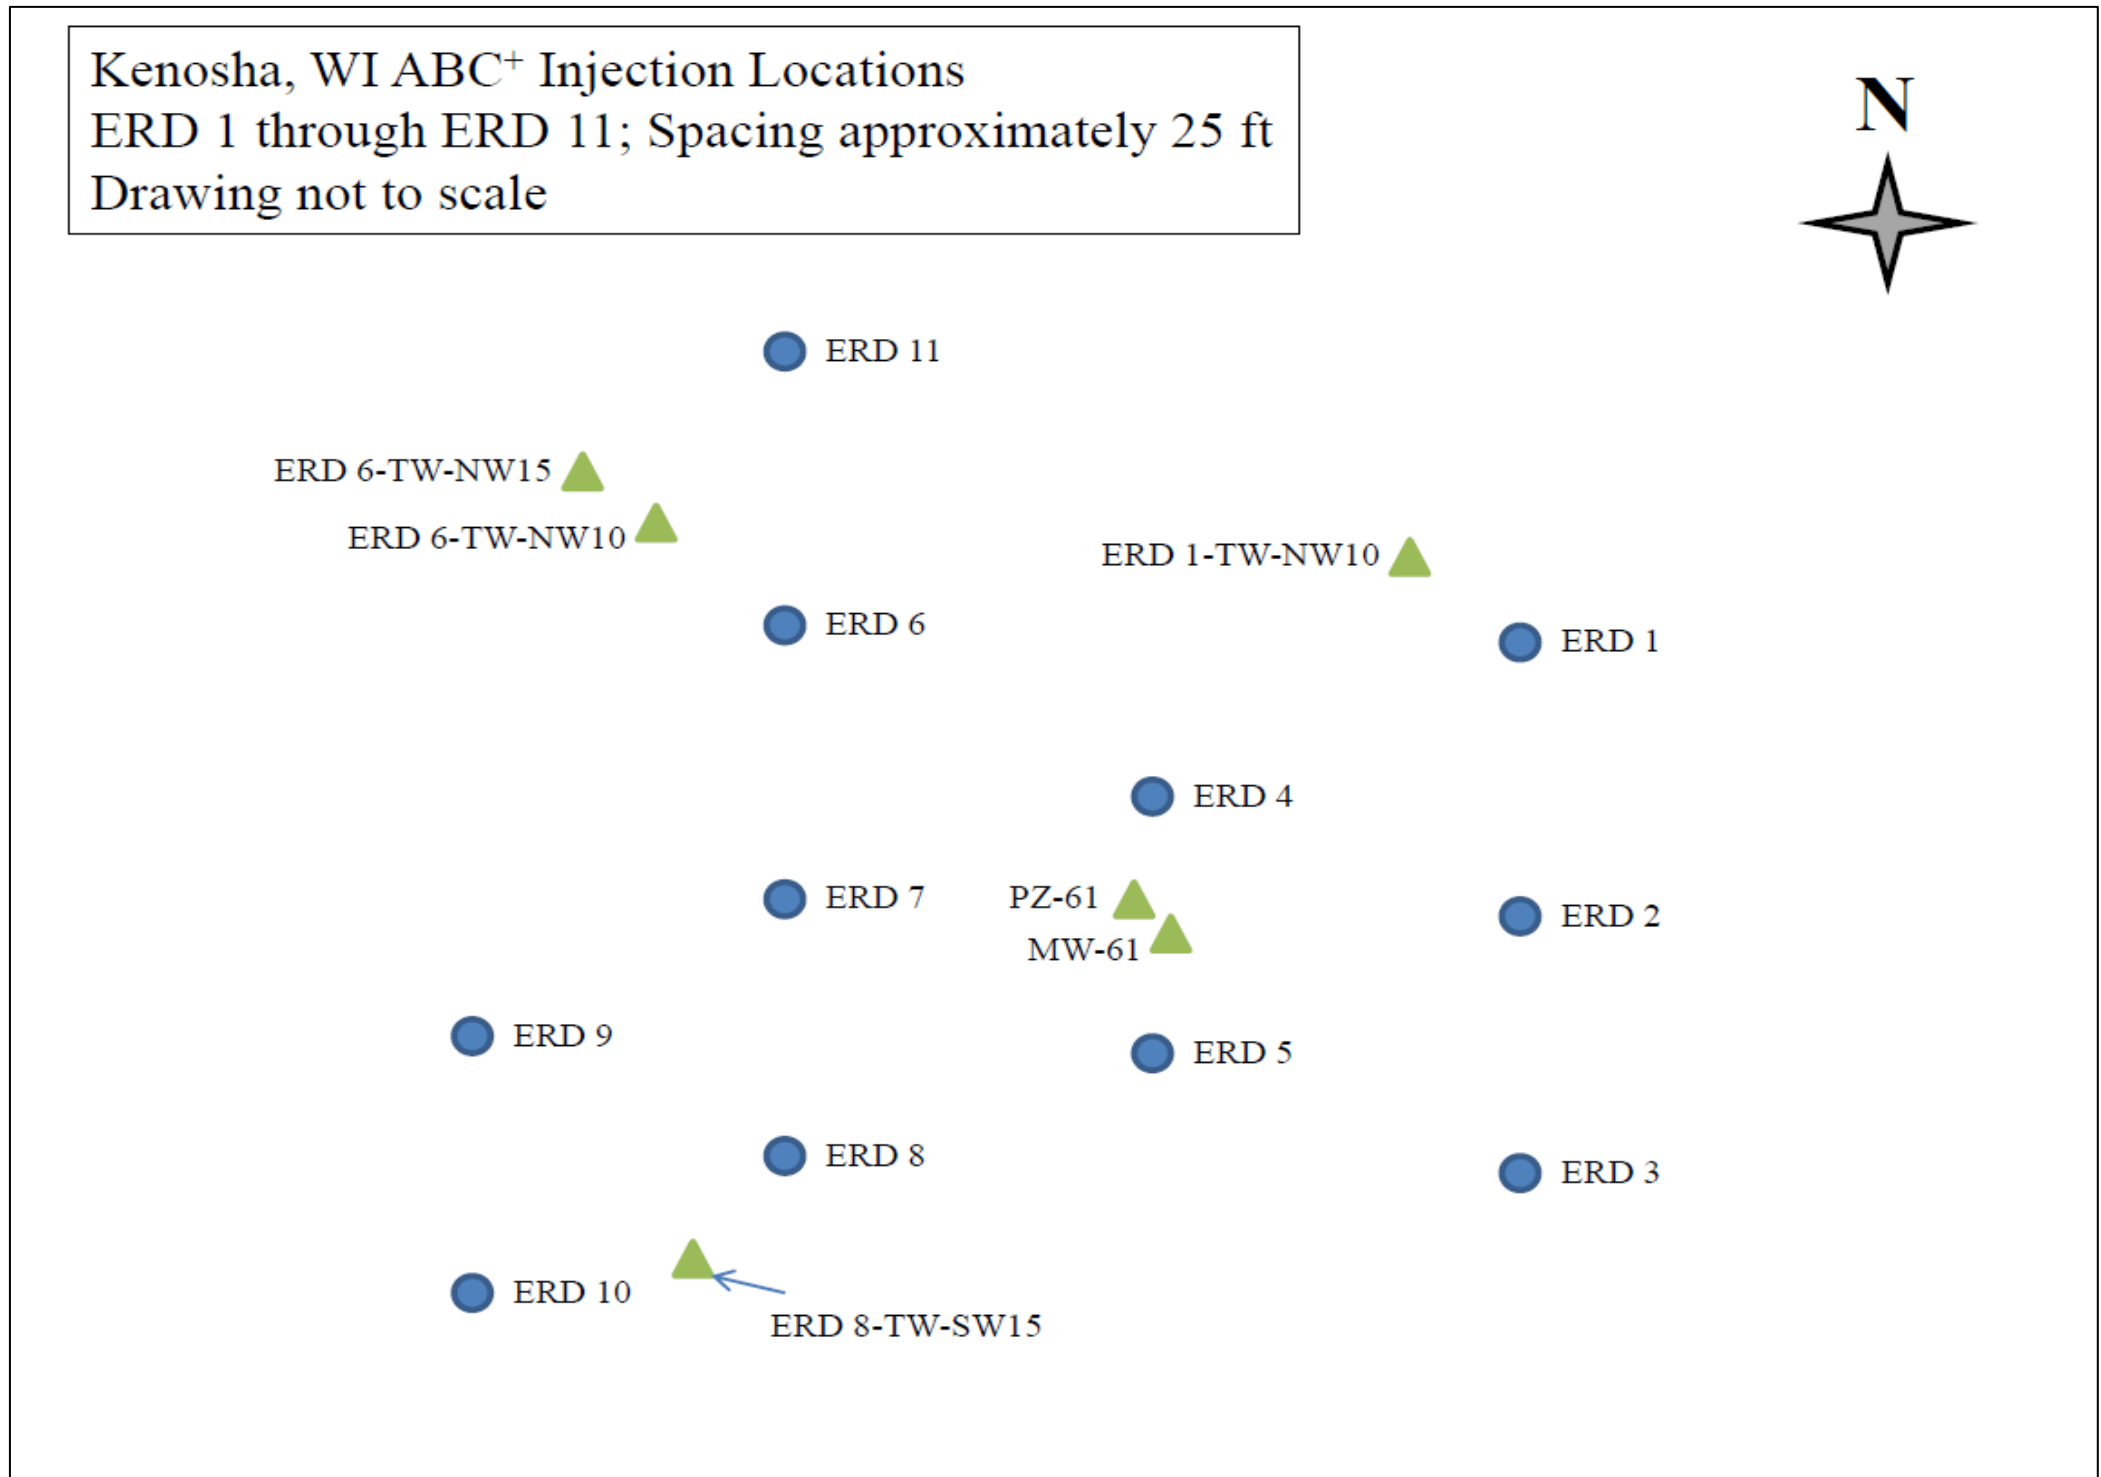 Kenosha, WI ABC+ Injection Locations
ERD 1 through ERD 11; Spacing approximately 25 ft
Drawing not to scale
N
ERD 11
ERD 6-TW-NW15
ERD 6-TW-NW10
ERD 1-TW-NW10
ERD 6
ERD 1
ERD 4
ERD 7
PZ-61
ERD 2
MW-61
ERD 9
ERD 5
ERD 8
ERD 3
ERD 10
ERD 8-TW-SW15